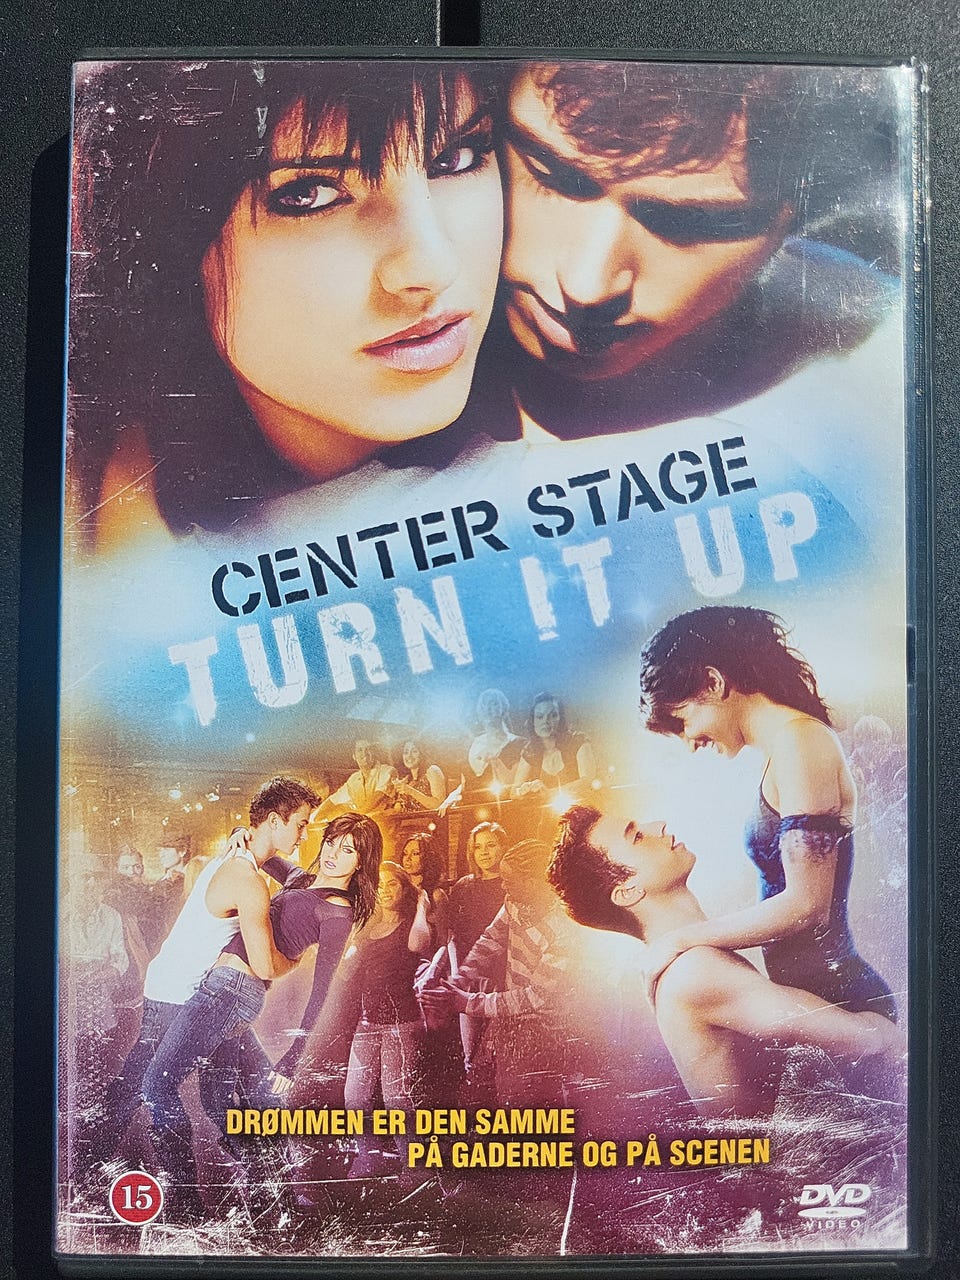 CENTER STAGE
TURN IT UP
DRØMMEN ER DEN SAMME
PÅ GADERNE OG PÅ SCENEN
15
DVD
VIDEO